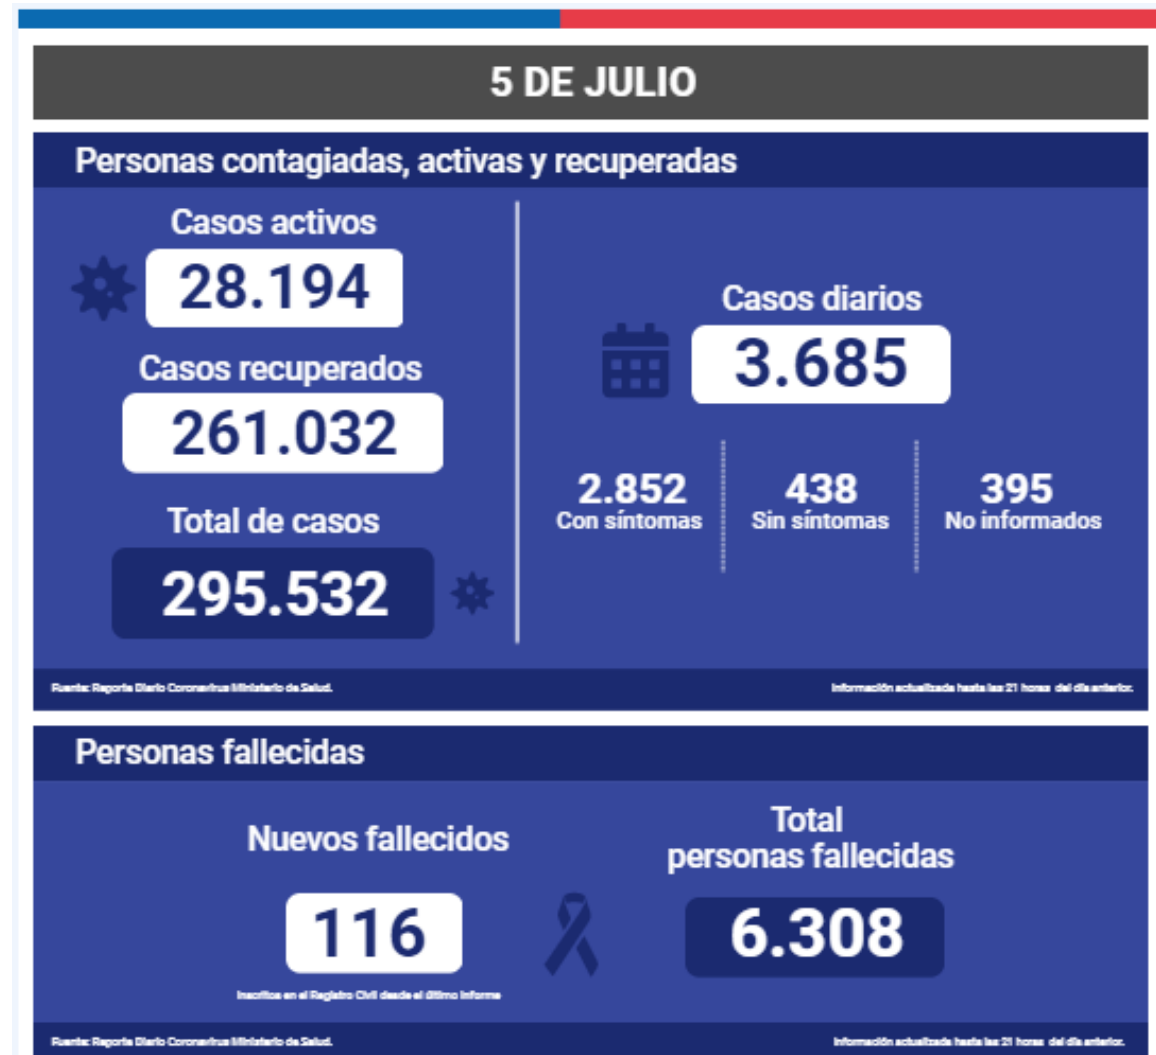 5 DE JULIO
Personas contagiadas, activas y recuperadas
Casos activos
28.194
Casos recuperados
261.032
Total de casos
295.532
Casos diarios
3.685
2.852
Con síntomas
438
Sin síntomas
395
No informados
Fuente: Reporte Diario Coronavirus Ministerio de Salud.
Información actualizada hasta las 21 horas del día anterior.
Personas fallecidas
Nuevos fallecidos
116
Inscritos en el Registro Civil desde el último informe
Total
personas fallecidas
6.308
Fuente: Reporte Diario Coronavirus Ministerio de Salud.
Información actualizada hasta las 21 horas del día anterior.